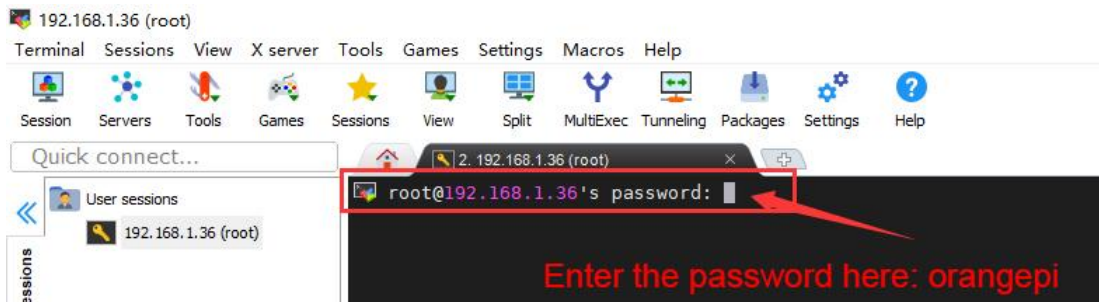 192.168.1.36 (root)
Terminal Sessions View X server Tools Games Settings Macros Help
Session Servers Tools Games Sessions View Split MultiExec Tunneling Packages Settings Help
Quick connect...
2. 192.168.1.36 (root)
root@192.168.1.36's password:
User sessions
192.168.1.36 (root)
Enter the password here: orangepi